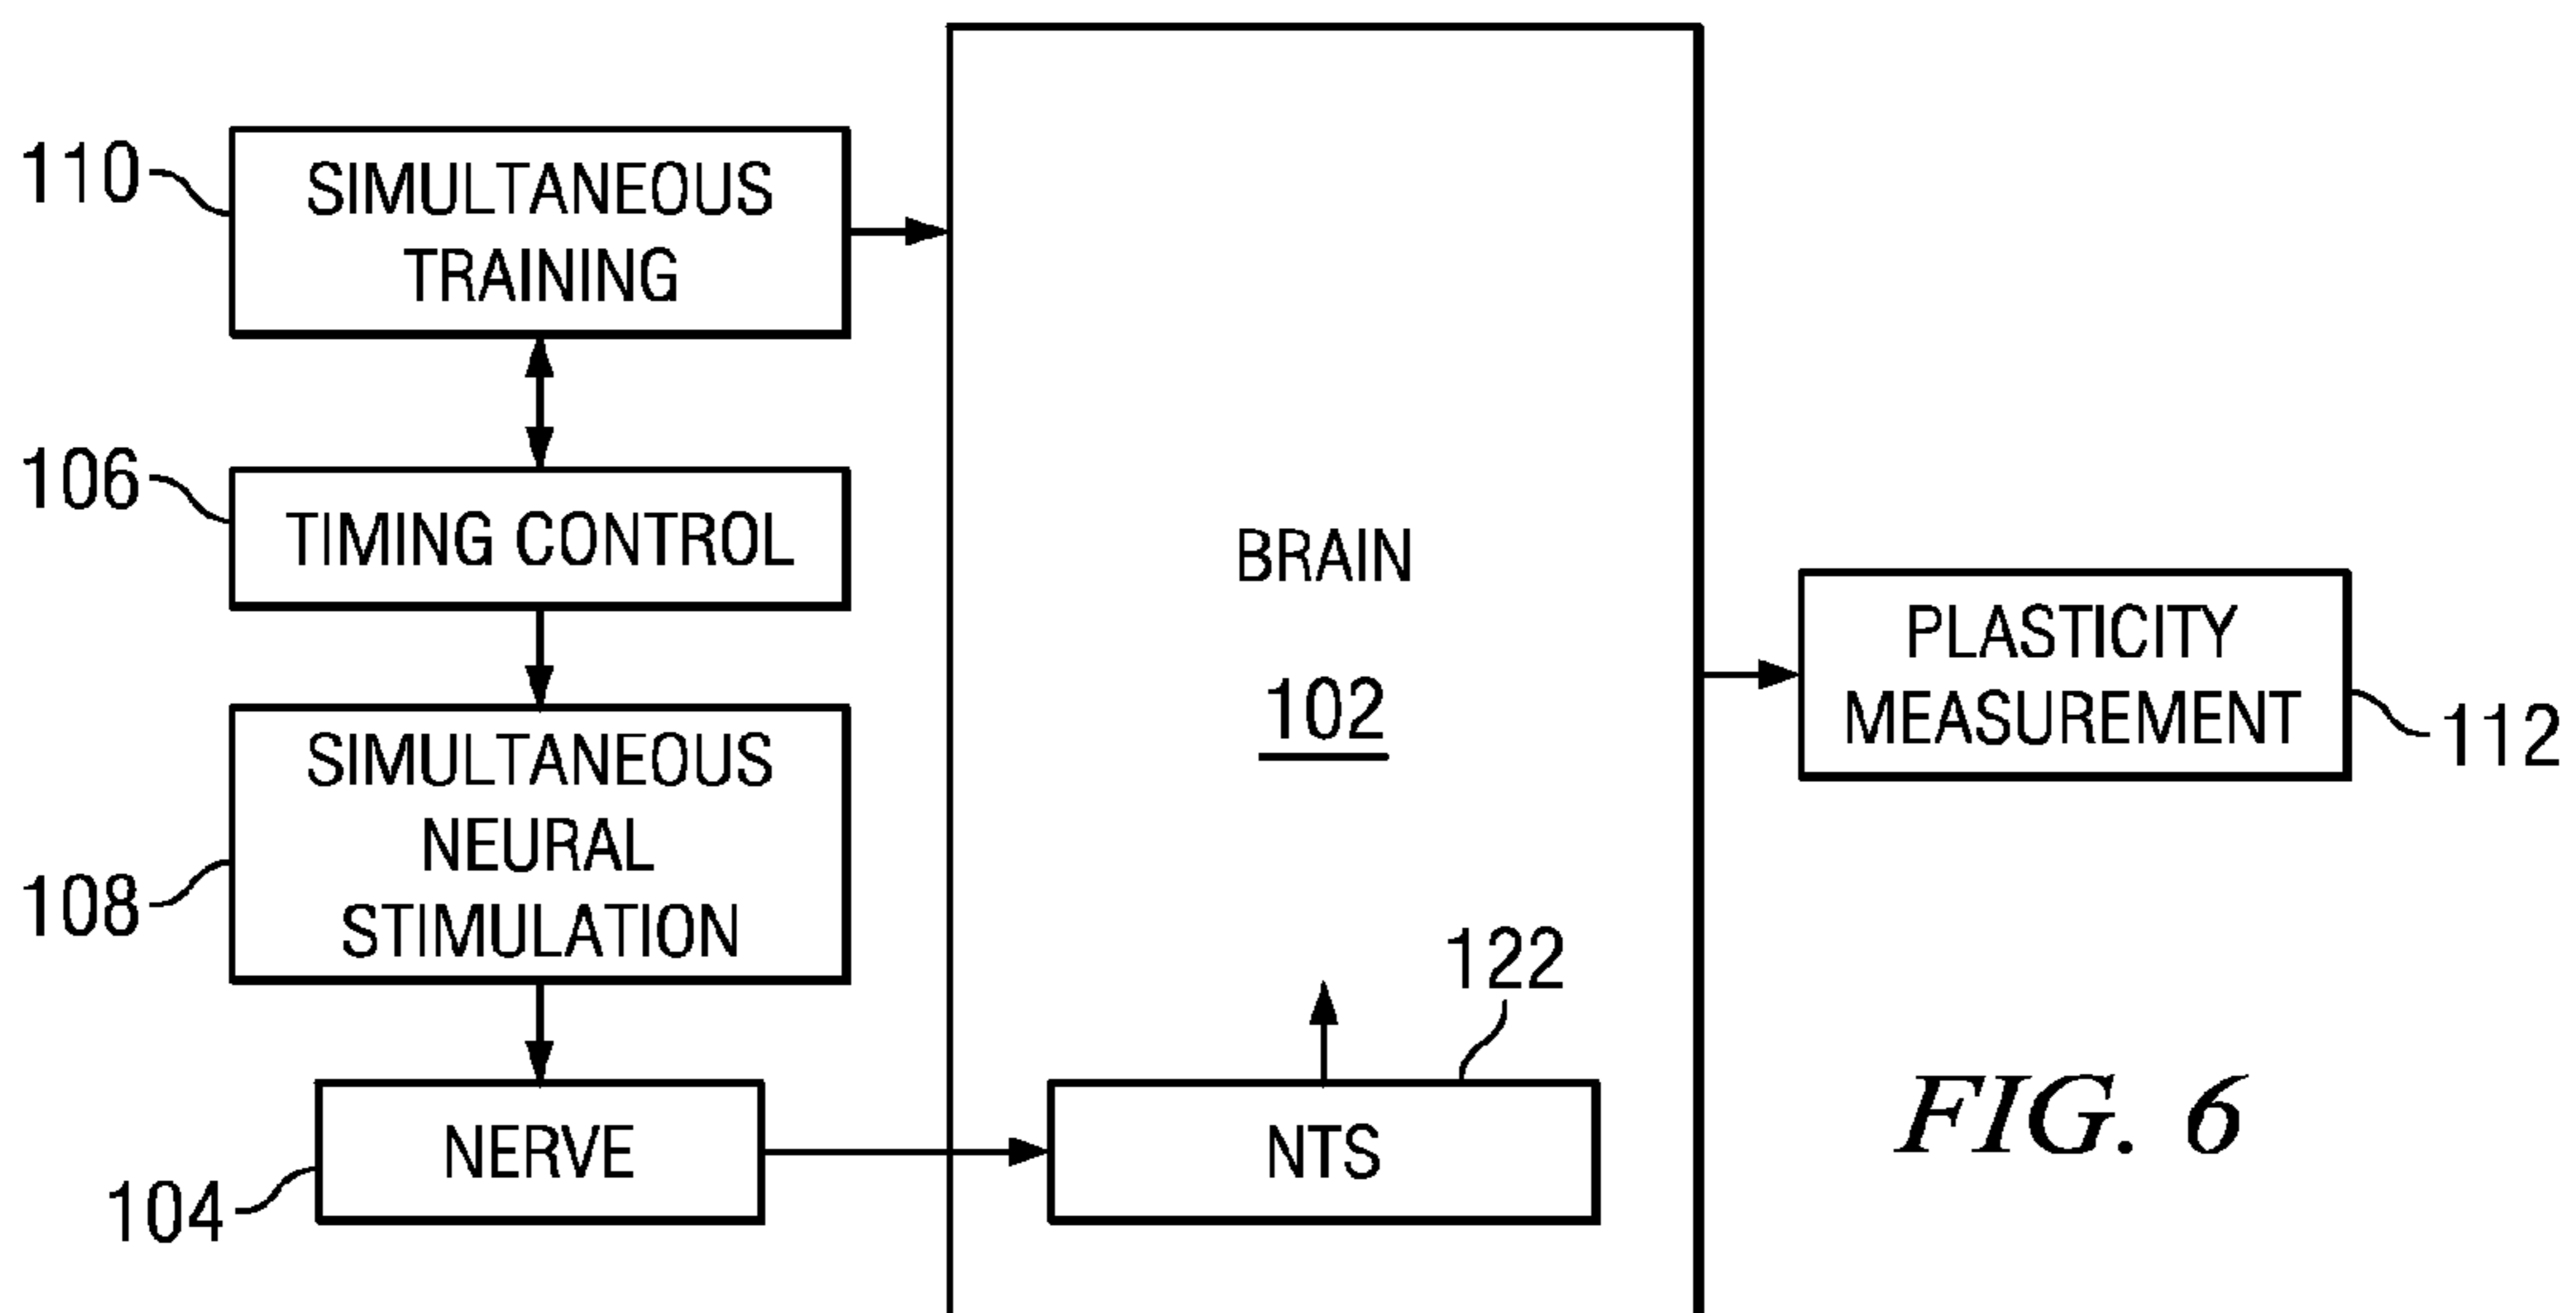 110
SIMULTANEOUS
TRAINING
106
TIMING CONTROL
108
SIMULTANEOUS
NEURAL
STIMULATION
104
NERVE
BRAIN
102
122
NTS
PLASTICITY
MEASUREMENT
112
FIG. 6